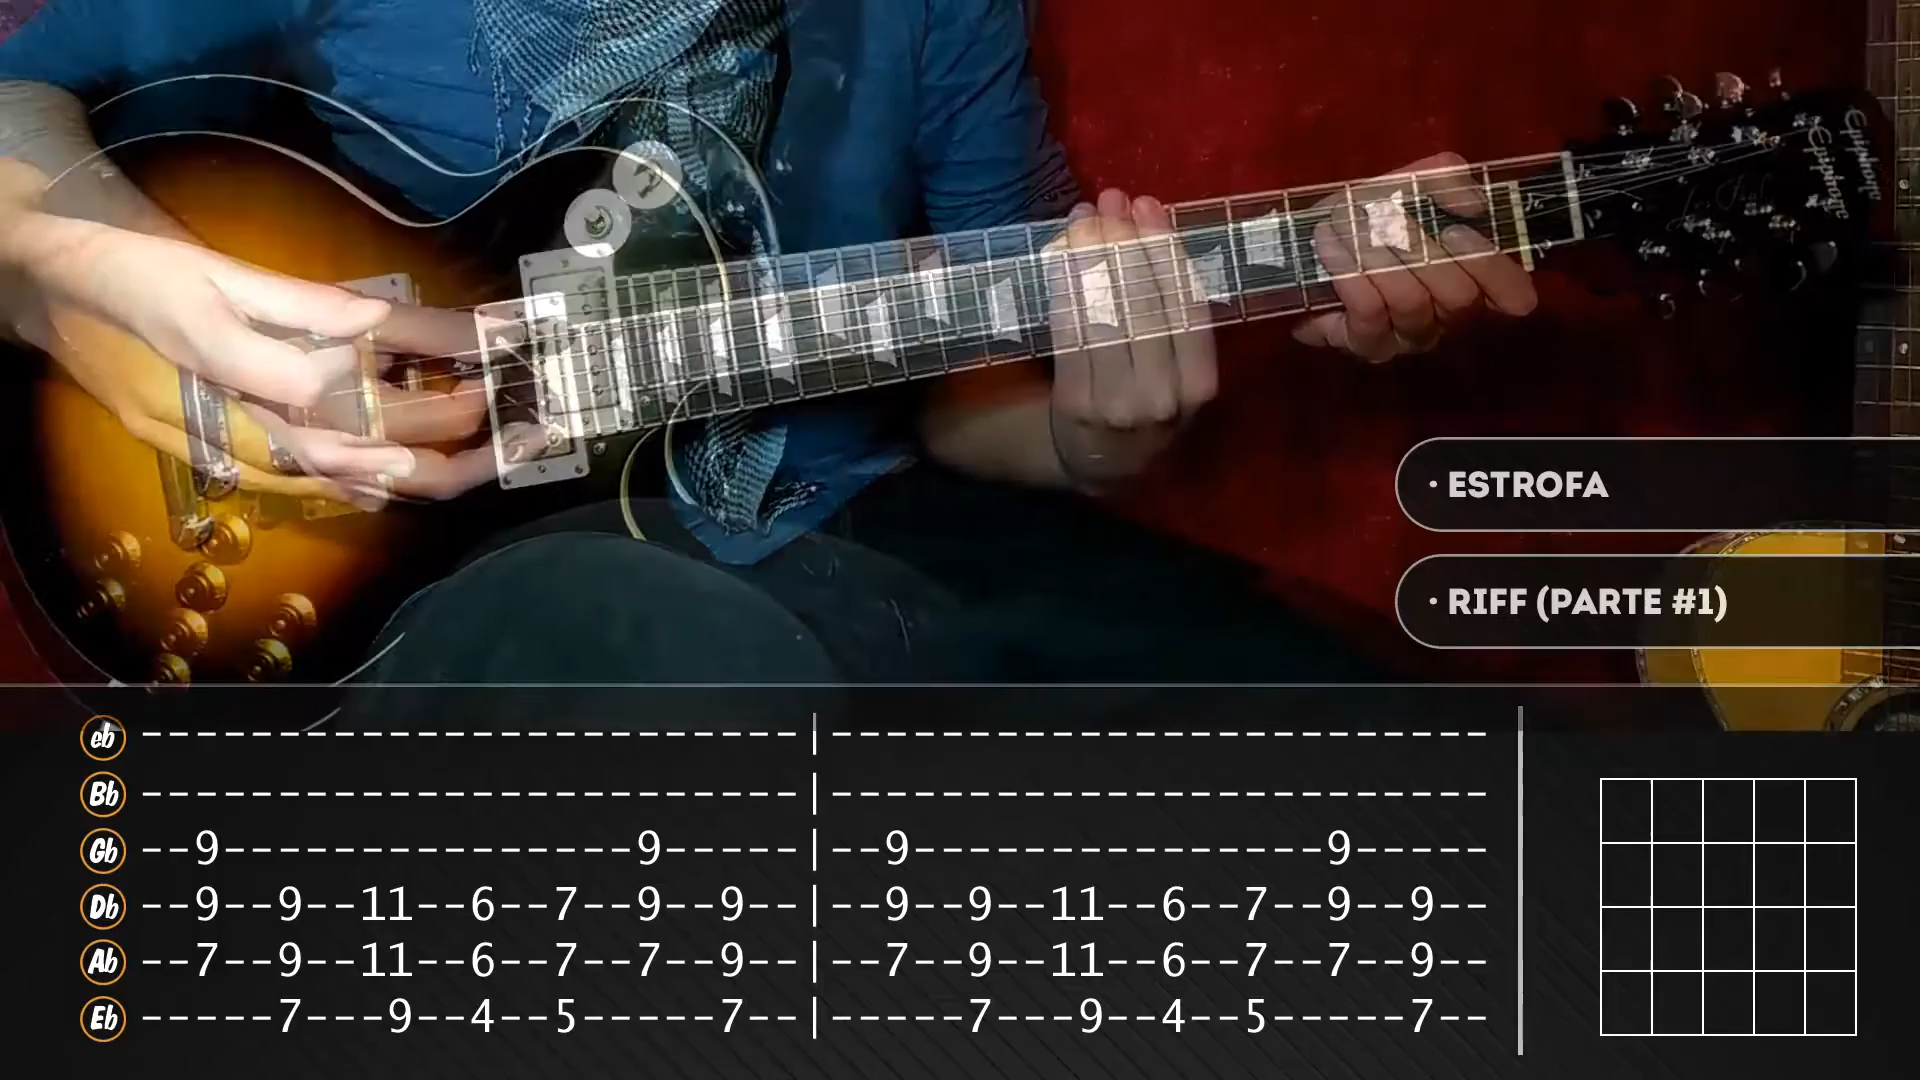 Epiphone
Epiphone
· ESTROFA
· RIFF (PARTE #1)
eb ------------------------|------------------------
Bb ------------------------|------------------------
Gb --9---------------9-----|--9---------------9-----
Db --9--9--11--6--7--9--9--|--9--9--11--6--7--9--9--
Ab --7--9--11--6--7--7--9--|--7--9--11--6--7--7--9--
Eb -----7---9--4--5-----7--|-----7---9--4--5-----7--